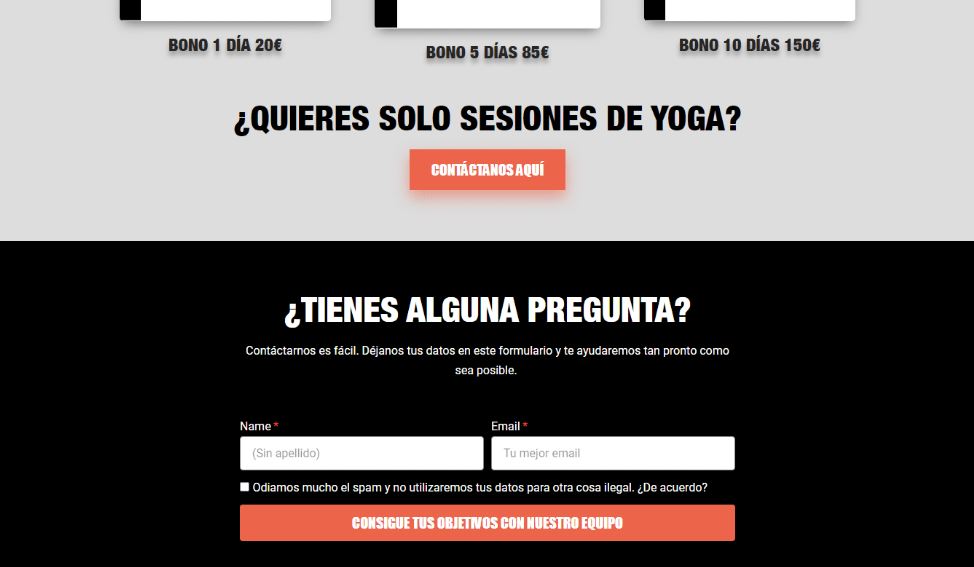 BONO 1 DÍA 20€
BONO 5 DÍAS 85€
BONO 10 DÍAS 150€
¿QUIERES SOLO SESIONES DE YOGA?
CONTÁCTANOS AQUÍ
¿TIENES ALGUNA PREGUNTA?
Contáctarnos es fácil. Déjanos tus datos en este formulario y te ayudaremos tan pronto como
sea posible.
Name *
Email *
(Sin apellido)
Tu mejor email
Odiamos mucho el spam y no utilizaremos tus datos para otra cosa ilegal. ¿De acuerdo?
CONSIGUE TUS OBJETIVOS CON NUESTRO EQUIPO